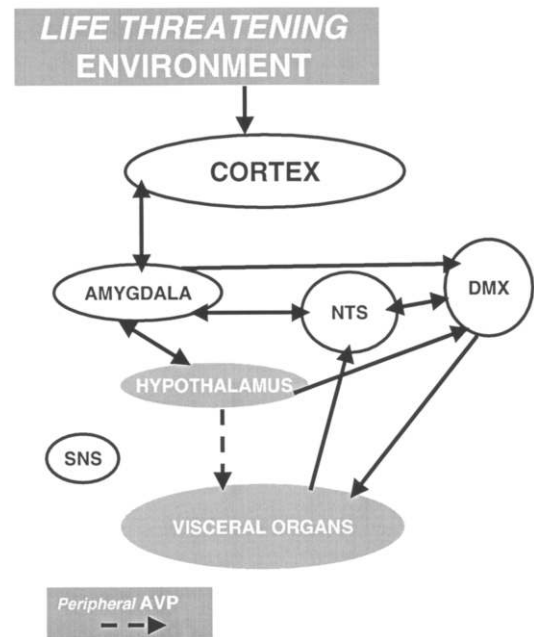 LIFE THREATENING
ENVIRONMENT
CORTEX
AMYGDALA
NTS
DMX
HYPOTHALAMUS
SNS
VISCERAL ORGANS
Peripheral AVP